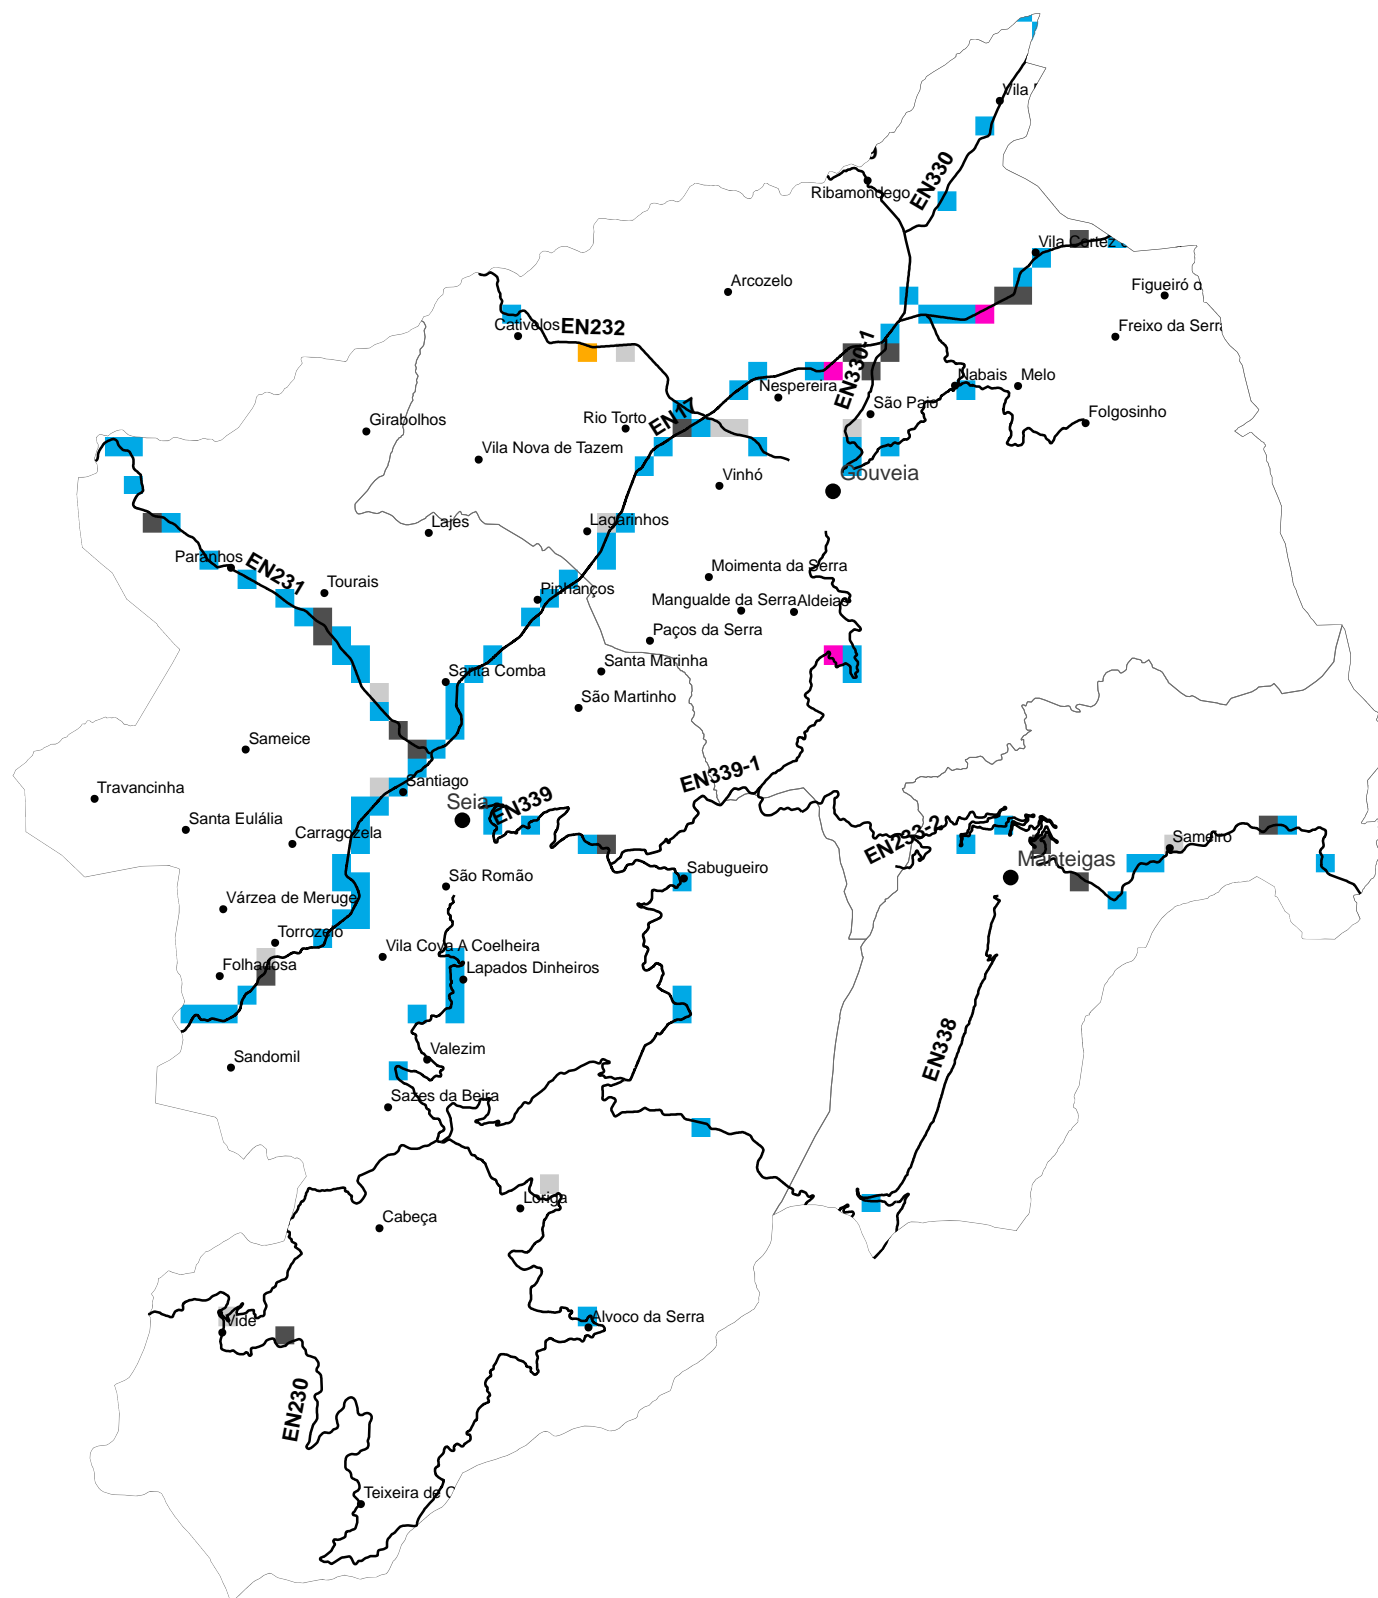 Vila
EN330
Ribamondego
Vila Cortez
Arcozelo
Figueiró
Cativelos
EN232
Freixo da Serra
EN330-1
Nabais
Melo
Nespereira
São Paio
Folgosinho
Girabolhos
Rio Torto
EN17
Vila Nova de Tazem
Gouveia
Vinhó
Lajes
Lagarinhos
Paranhos
EN231
Tourais
Moimenta da Serra
Pinhanços
Mangualde da Serra
Aldeias
Paços da Serra
Santa Comba
Santa Marinha
São Martinho
Sameice
Travancinha
Santiago
EN339-1
Seia
EN339
Santa Eulália
Carragozela
EN233-2
Sameiro
Manteigas
Sabugueiro
São Romão
Várzea de Meruge
Torrozelo
Vila Cova A Coelheira
Folhadosa
Lapados Dinheiros
EN338
Sandomil
Valezim
Sazes da Beira
Loriga
Cabeça
Vide
Alvoco da Serra
EN230
Teixeira de